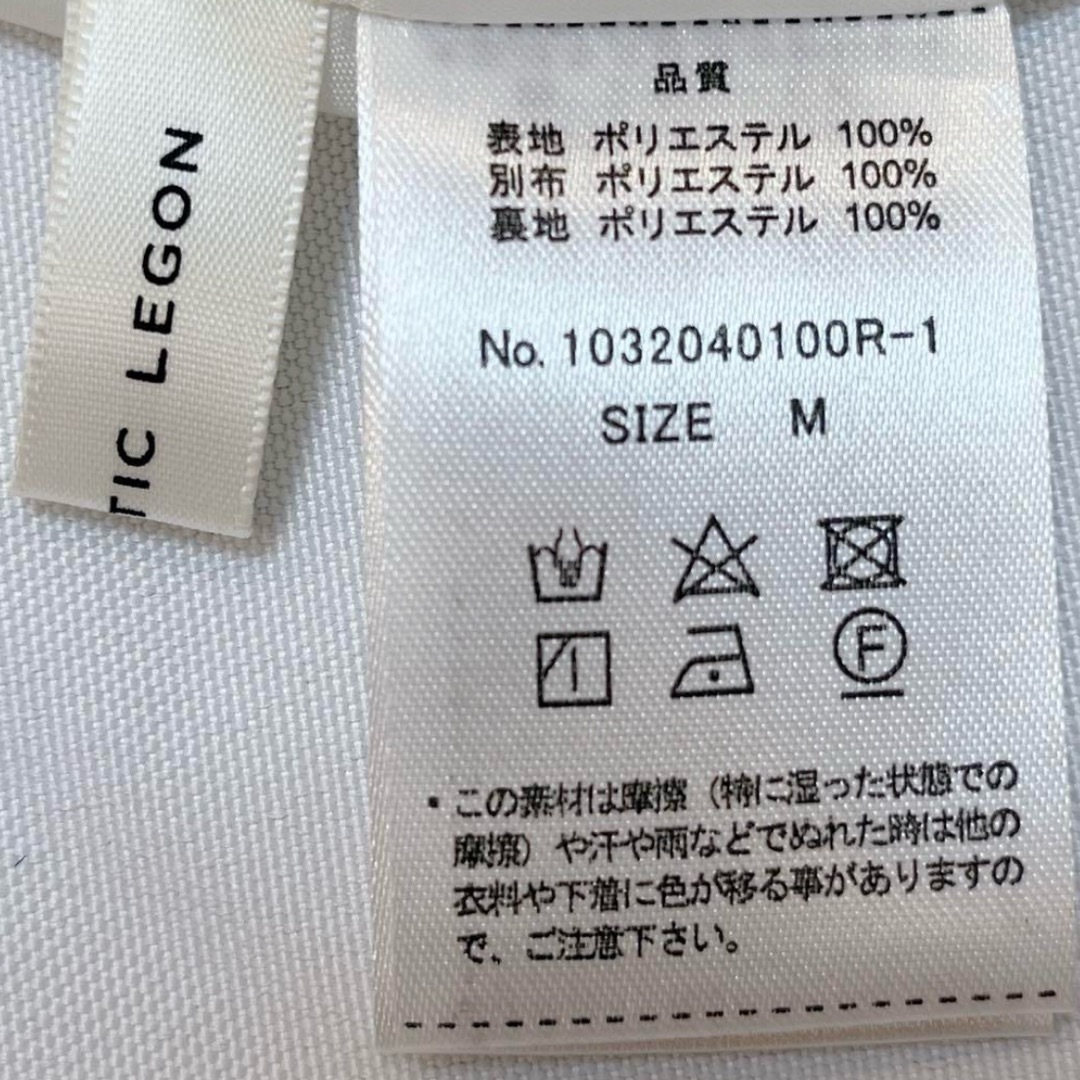 TIC LEGON
品質
表地 ポリエステル 100%
別布 ポリエステル 100%
裏地 ポリエステル 100%
No. 1032040100R-1
SIZE M
F
・この素材は摩擦（特に湿った状態での
摩擦）や汗や雨などでぬれた時は他の
衣料や下着に色が移る事がありますの
で、ご注意下さい。